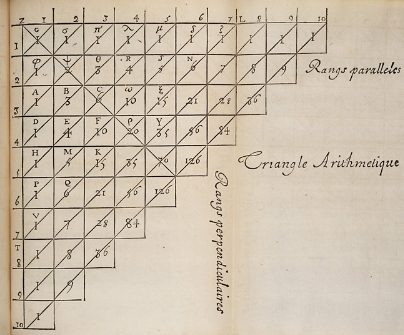 Z 1 2 3 4 5 6 7 L 8 9 10
1 G σ π λ μ δ ζ
1 1 1 1 1 1 1 1 1 1
2 φ ψ θ R S N
1 2 3 4 5 6 7 8 9 Rangs paralleles
3 A B C ω ξ
1 3 6 10 15 21 28 36
4 D E F ρ Y
1 4 10 20 35 56 84
5 H M K
1 5 15 35 70 126 Triangle Arithmetique
6 P Q
1 6 21 56 126
7 V
1 7 28 84
8 T
1 8 36
9 1 9
10 1
Rangs perpendiculaires